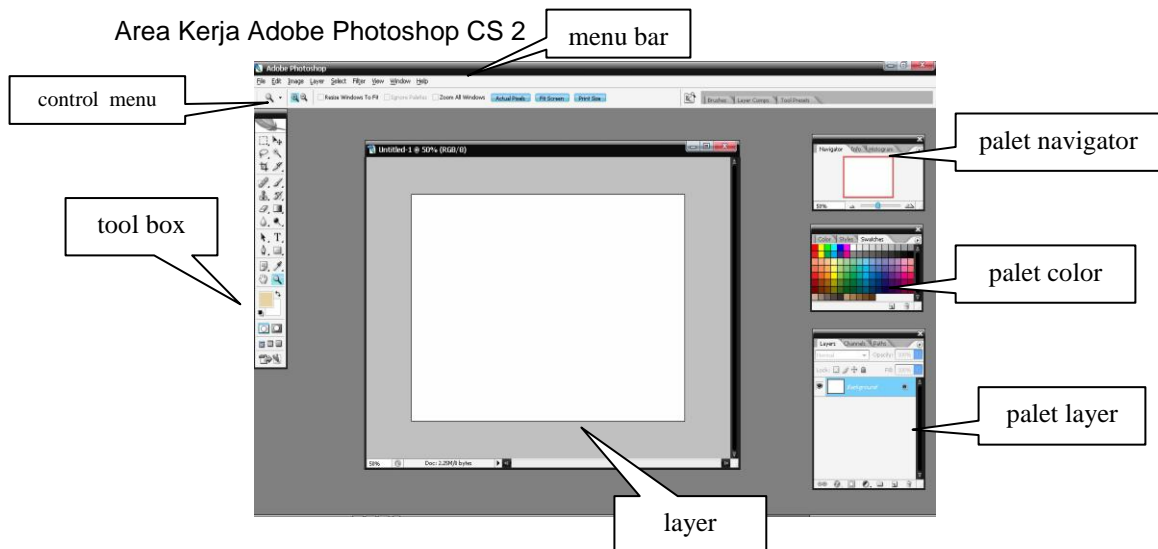 Area Kerja Adobe Photoshop CS 2
menu bar
Adobe Photoshop
File Edit Image Layer Select Filter View Window Help
control menu
Resize Windows To Fit Ignore Palettes Zoom All Windows Actual Pixels Fit Screen Print Size
Brushes Layer Comps Tool Presets
Untitled-1 @ 50% (RGB/8)
palet navigator
Navigator Info Histogram
50%
tool box
Color Styles Swatches
palet color
Layers Channels Paths
Normal Opacity: 100%
Lock: Fill: 100%
Background
palet layer
50% Doc: 2.25M/0 bytes
layer